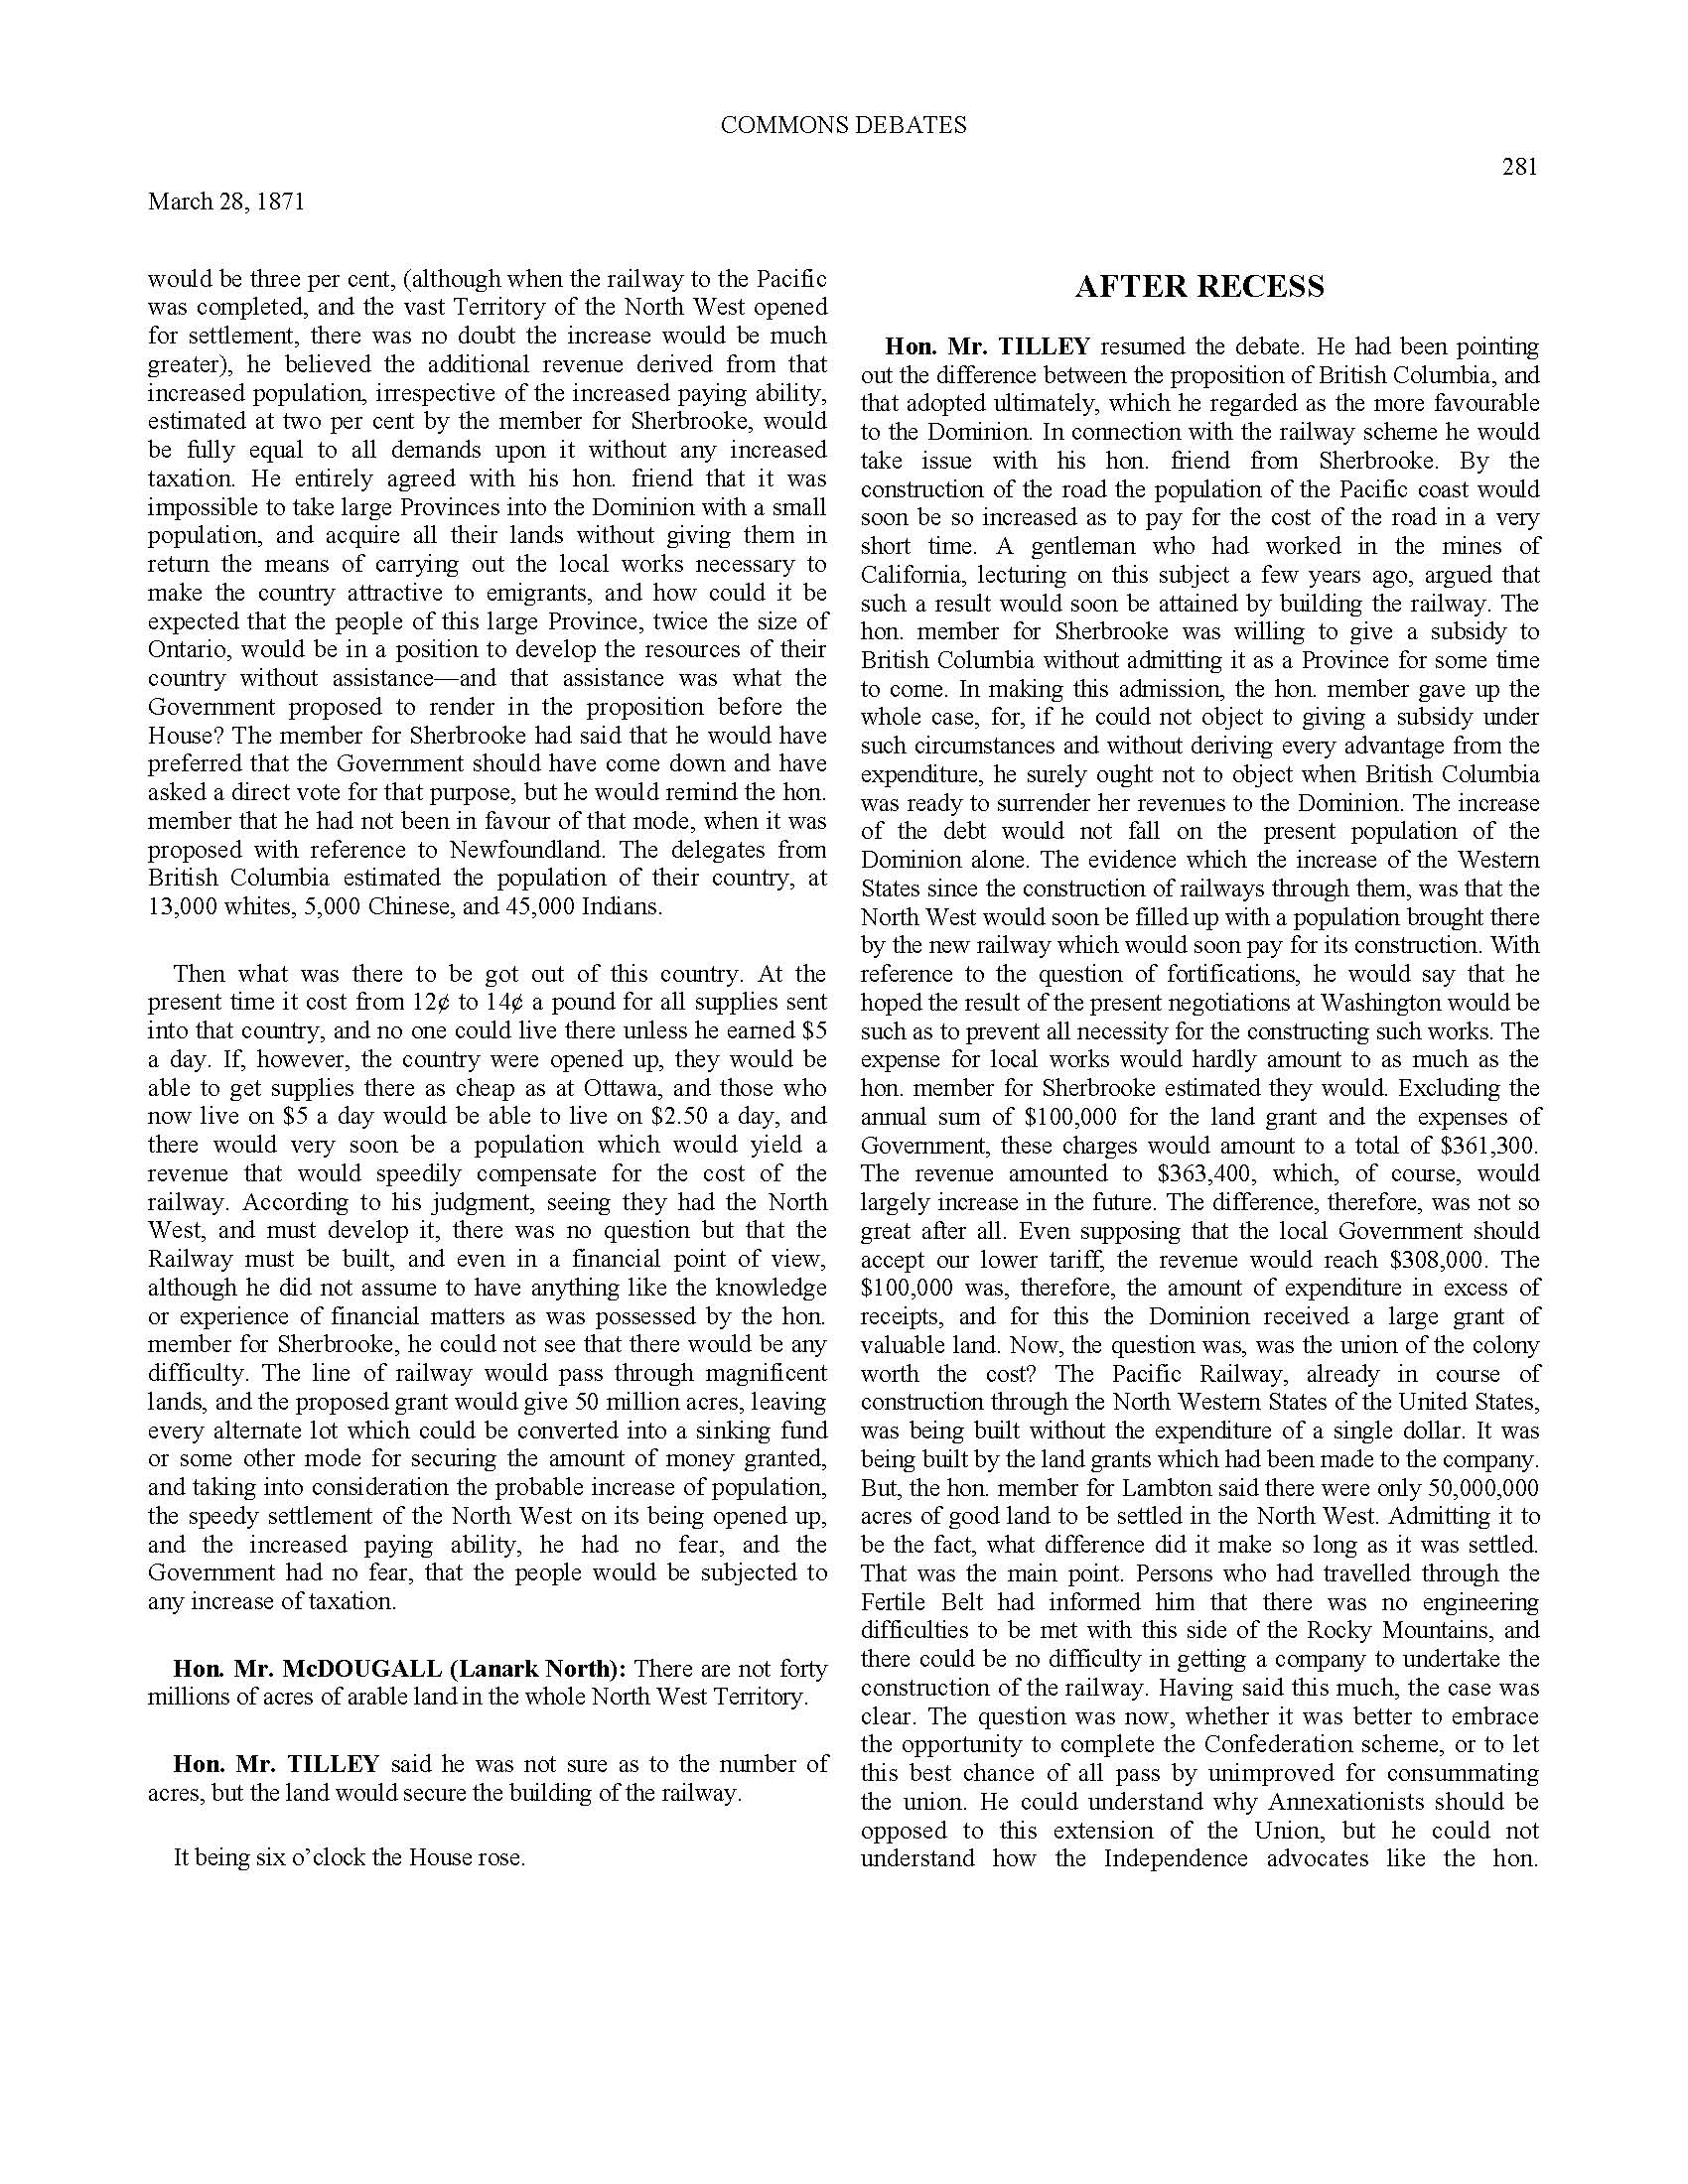 COMMONS DEBATES
281
March 28, 1871
would be three per cent, (although when the railway to the Pacific
was completed, and the vast Territory of the North West opened
for settlement, there was no doubt the increase would be much
greater), he believed the additional revenue derived from that
increased population, irrespective of the increased paying ability,
estimated at two per cent by the member for Sherbrooke, would
be fully equal to all demands upon it without any increased
taxation. He entirely agreed with his hon. friend that it was
impossible to take large Provinces into the Dominion with a small
population, and acquire all their lands without giving them in
return the means of carrying out the local works necessary to
make the country attractive to emigrants, and how could it be
expected that the people of this large Province, twice the size of
Ontario, would be in a position to develop the resources of their
country without assistance—and that assistance was what the
Government proposed to render in the proposition before the
House? The member for Sherbrooke had said that he would have
preferred that the Government should have come down and have
asked a direct vote for that purpose, but he would remind the hon.
member that he had not been in favour of that mode, when it was
proposed with reference to Newfoundland. The delegates from
British Columbia estimated the population of their country, at
13,000 whites, 5,000 Chinese, and 45,000 Indians.
Then what was there to be got out of this country. At the
present time it cost from 12¢ to 14¢ a pound for all supplies sent
into that country, and no one could live there unless he earned $5
a day. If, however, the country were opened up, they would be
able to get supplies there as cheap as at Ottawa, and those who
now live on $5 a day would be able to live on $2.50 a day, and
there would very soon be a population which would yield a
revenue that would speedily compensate for the cost of the
railway. According to his judgment, seeing they had the North
West, and must develop it, there was no question but that the
Railway must be built, and even in a financial point of view,
although he did not assume to have anything like the knowledge
or experience of financial matters as was possessed by the hon.
member for Sherbrooke, he could not see that there would be any
difficulty. The line of railway would pass through magnificent
lands, and the proposed grant would give 50 million acres, leaving
every alternate lot which could be converted into a sinking fund
or some other mode for securing the amount of money granted,
and taking into consideration the probable increase of population,
the speedy settlement of the North West on its being opened up,
and the increased paying ability, he had no fear, and the
Government had no fear, that the people would be subjected to
any increase of taxation.
Hon. Mr. McDOUGALL (Lanark North): There are not forty
millions of acres of arable land in the whole North West Territory.
Hon. Mr. TILLEY said he was not sure as to the number of
acres, but the land would secure the building of the railway.
It being six o'clock the House rose.
AFTER RECESS
Hon. Mr. TILLEY resumed the debate. He had been pointing
out the difference between the proposition of British Columbia, and
that adopted ultimately, which he regarded as the more favourable
to the Dominion. In connection with the railway scheme he would
take issue with his hon. friend from Sherbrooke. By the
construction of the road the population of the Pacific coast would
soon be so increased as to pay for the cost of the road in a very
short time. A gentleman who had worked in the mines of
California, lecturing on this subject a few years ago, argued that
such a result would soon be attained by building the railway. The
hon. member for Sherbrooke was willing to give a subsidy to
British Columbia without admitting it as a Province for some time
to come. In making this admission, the hon. member gave up the
whole case, for, if he could not object to giving a subsidy under
such circumstances and without deriving every advantage from the
expenditure, he surely ought not to object when British Columbia
was ready to surrender her revenues to the Dominion. The increase
of the debt would not fall on the present population of the
Dominion alone. The evidence which the increase of the Western
States since the construction of railways through them, was that the
North West would soon be filled up with a population brought there
by the new railway which would soon pay for its construction. With
reference to the question of fortifications, he would say that he
hoped the result of the present negotiations at Washington would be
such as to prevent all necessity for the constructing such works. The
expense for local works would hardly amount to as much as the
hon. member for Sherbrooke estimated they would. Excluding the
annual sum of $100,000 for the land grant and the expenses of
Government, these charges would amount to a total of $361,300.
The revenue amounted to $363,400, which, of course, would
largely increase in the future. The difference, therefore, was not so
great after all. Even supposing that the local Government should
accept our lower tariff, the revenue would reach $308,000. The
$100,000 was, therefore, the amount of expenditure in excess of
receipts, and for this the Dominion received a large grant of
valuable land. Now, the question was, was the union of the colony
worth the cost? The Pacific Railway, already in course of
construction through the North Western States of the United States,
was being built without the expenditure of a single dollar. It was
being built by the land grants which had been made to the company.
But, the hon. member for Lambton said there were only 50,000,000
acres of good land to be settled in the North West. Admitting it to
be the fact, what difference did it make so long as it was settled.
That was the main point. Persons who had travelled through the
Fertile Belt had informed him that there was no engineering
difficulties to be met with this side of the Rocky Mountains, and
there could be no difficulty in getting a company to undertake the
construction of the railway. Having said this much, the case was
clear. The question was now, whether it was better to embrace
the opportunity to complete the Confederation scheme, or to let
this best chance of all pass by unimproved for consummating
the union. He could understand why Annexationists should be
opposed to this extension of the Union, but he could not
understand how the Independence advocates like the hon.